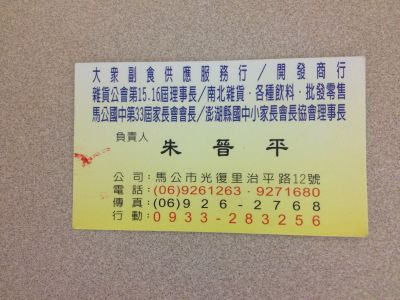 大衆副食供應服務行／開發商行
雜貨公會第15.16屆理事長／南北雜貨．各種飲料．批發零售
馬公國中第33屆家長會會長／澎湖縣國中小家長會長協會理事長
負責人
朱晉平
公司：馬公市光復里治平路12號
電話：(06)9261263．9271680
傳真：(06)926-2768
行動：0933-283256